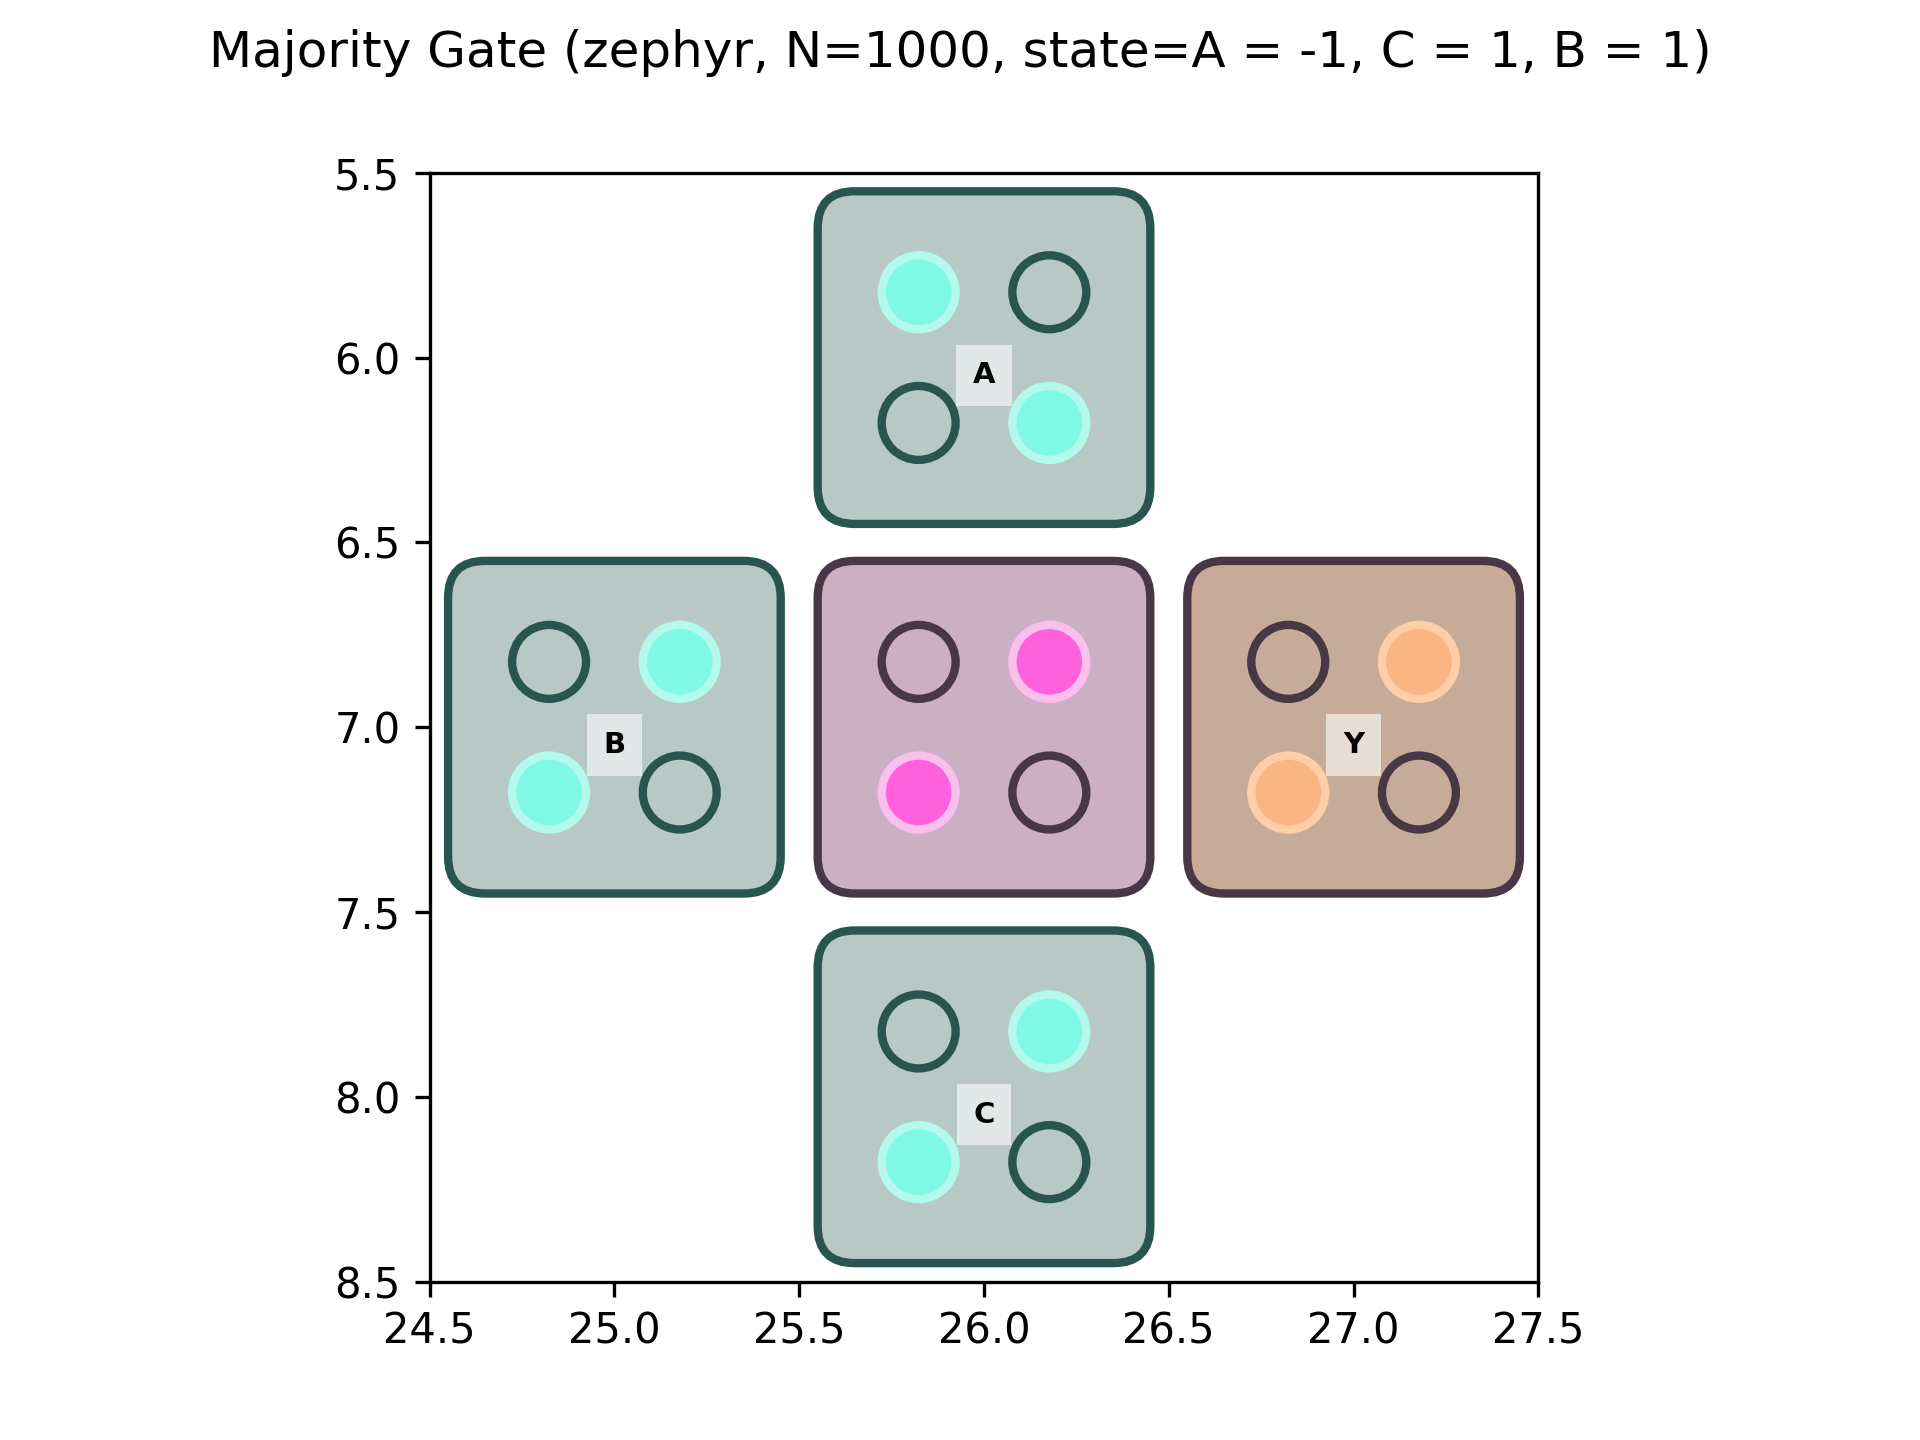 Majority Gate (zephyr, N=1000, state=A = -1, C = 1, B = 1)
5.5
6.0
6.5
7.0
7.5
8.0
8.5
A
B
Y
C
24.5
25.0
25.5
26.0
26.5
27.0
27.5